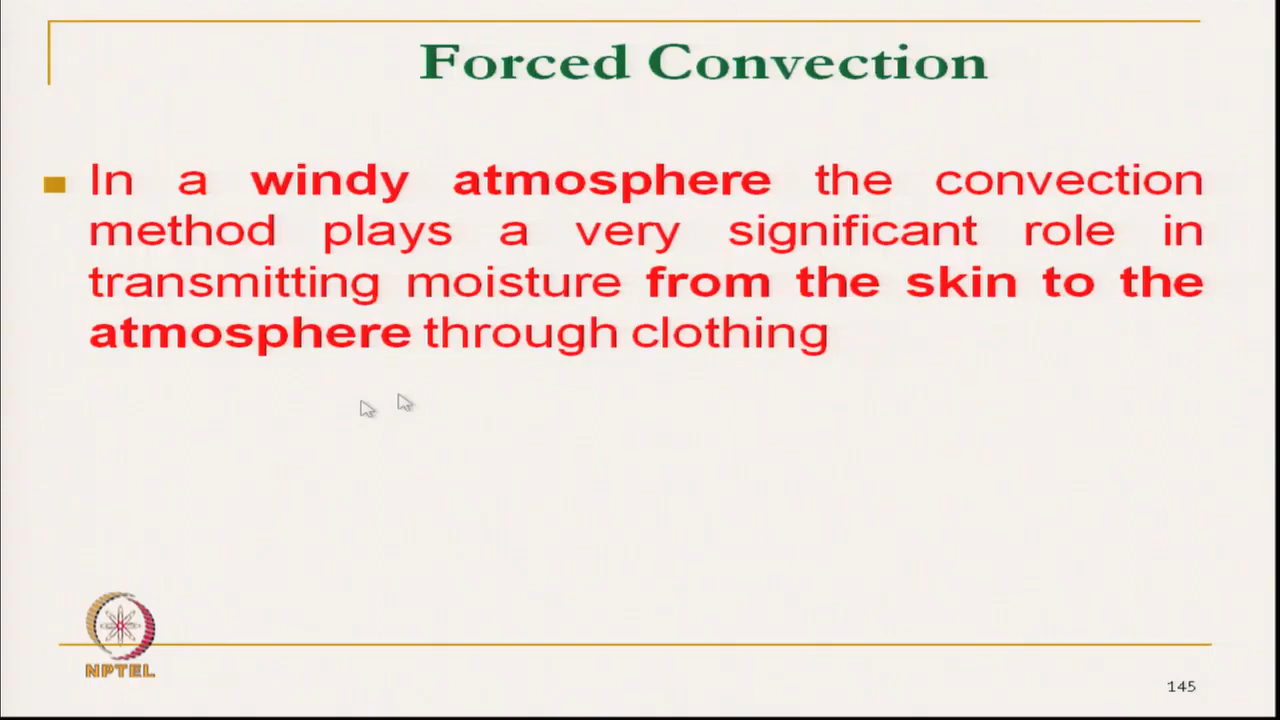 Forced Convection
In a windy atmosphere the convection
method plays a very significant role in
transmitting moisture from the skin to the
atmosphere through clothing
NPTEL
145